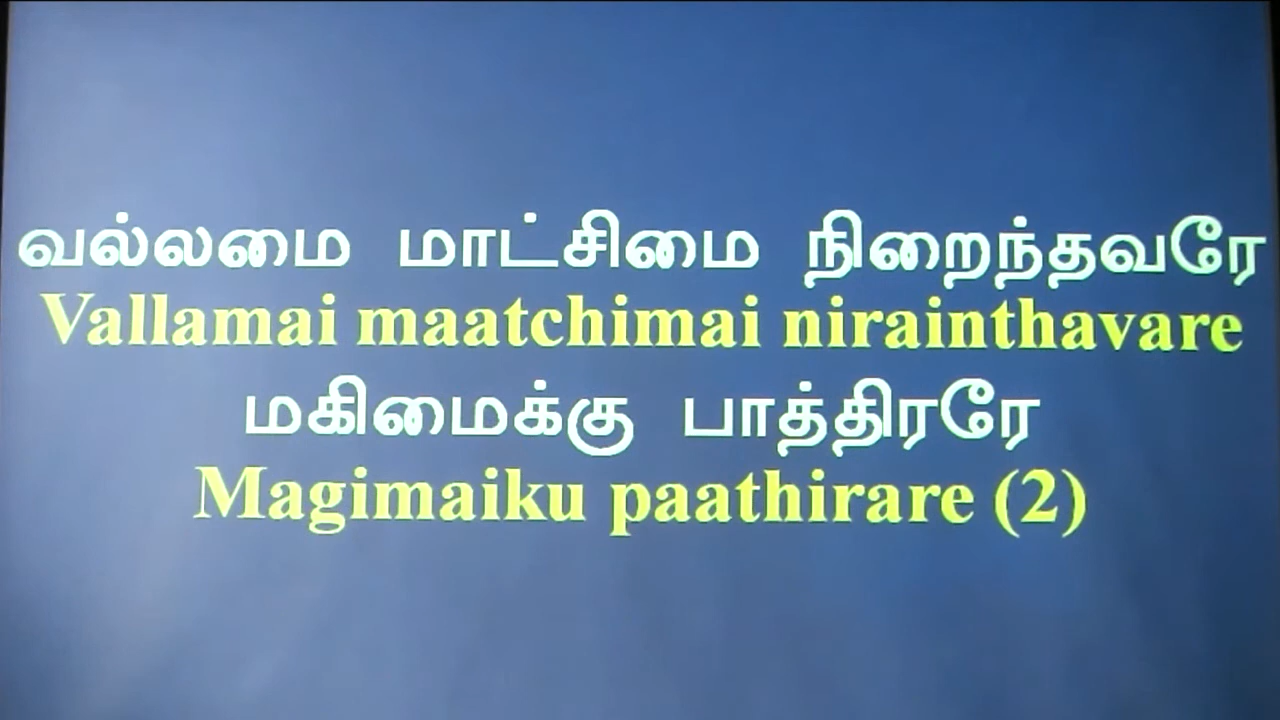 வல்லமை மாட்சிமை நிறைந்தவரே
Vallamai maatchimai nirainthavare
மகிமைக்கு பாத்திரரே
Magimaiku paathirare (2)